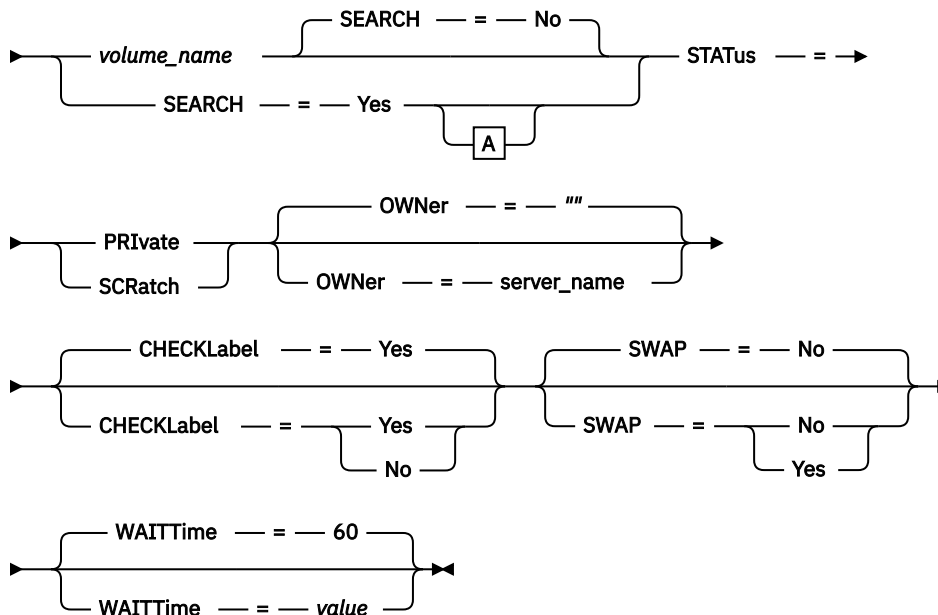 SEARCH = No
volume_name STATus =
SEARCH = Yes
A
OWNer = ""
PRIvate
SCRatch OWNer = server_name
CHECKLabel = Yes SWAP = No
CHECKLabel = Yes SWAP = No
No Yes
WAITTime = 60
WAITTime = value